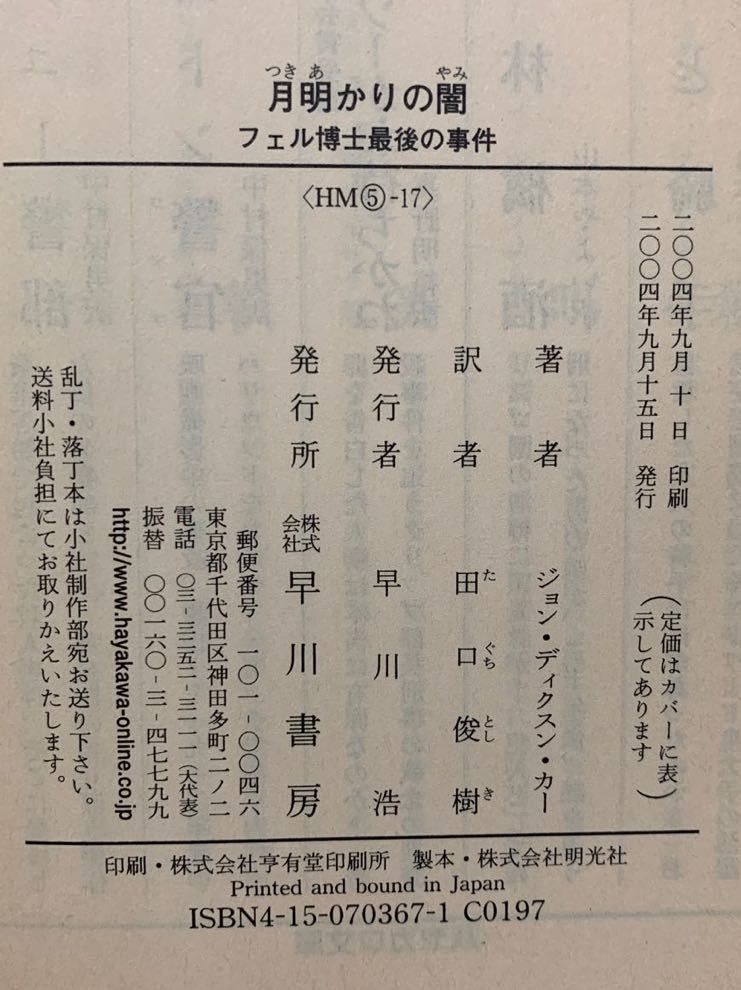 つきあ やみ
月明かりの闇
フェル博士最後の事件
〈HM⑤-17〉
二〇〇四年九月 十 日 印刷
二〇〇四年九月十五日 発行
(定価はカバーに表
示してあります)
著者 ジョン・ディクスン・カー
訳者 田口俊樹
たぐちとしき
発行者 早川 浩
発行所 株式会社 早川書房
郵便番号 一〇一-〇〇四六
東京都千代田区神田多町二ノ二
電話 〇三-三二五二-三一一一(大代表)
振替 〇〇一六〇-三-四七七九九
http://www.hayakawa-online.co.jp
乱丁・落丁本は小社制作部宛お送り下さい。
送料小社負担にてお取りかえいたします。
印刷・株式会社亨有堂印刷所 製本・株式会社明光社
Printed and bound in Japan
ISBN4-15-070367-1 C0197